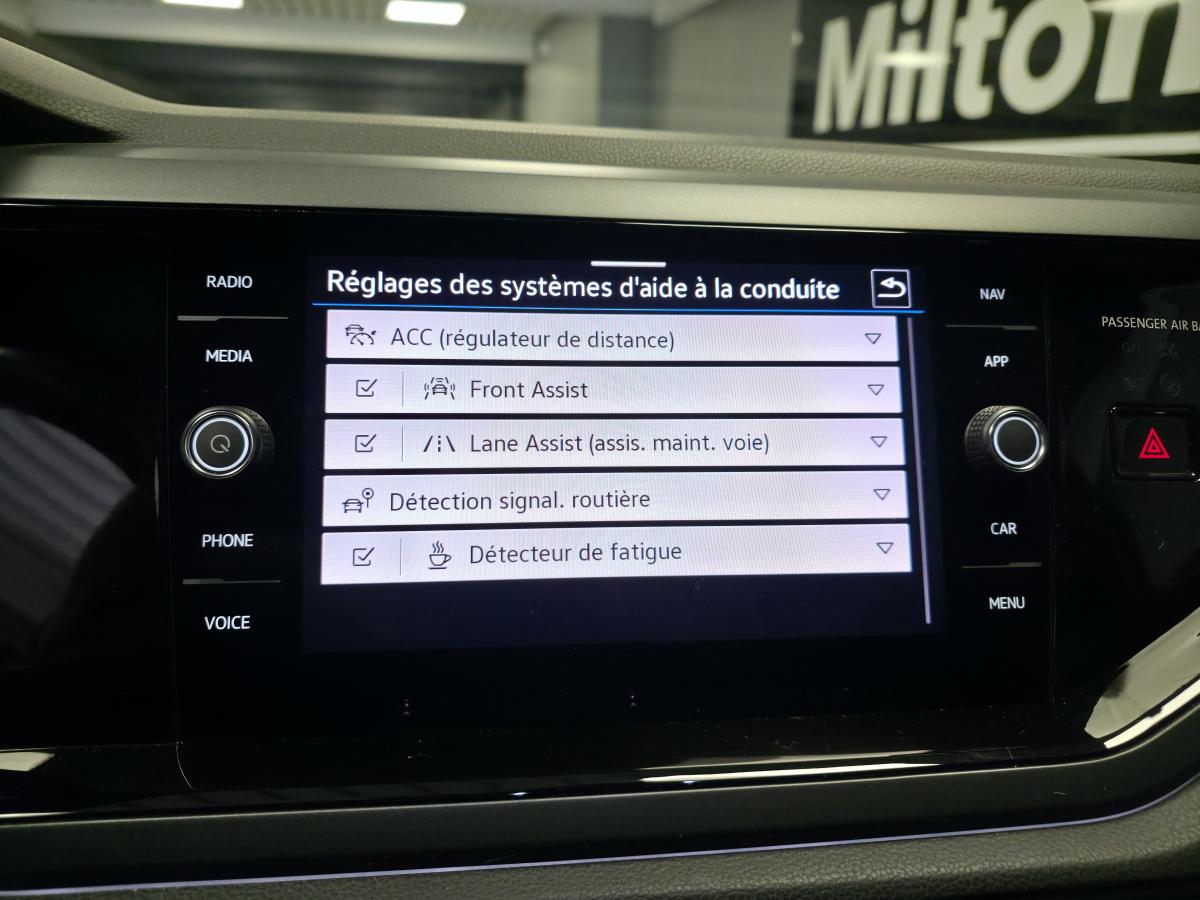 Milton
RADIO
MEDIA
PHONE
VOICE
Réglages des systèmes d'aide à la conduite
ACC (régulateur de distance)
Front Assist
Lane Assist (assis. maint. voie)
Détection signal. routière
Détecteur de fatigue
NAV
APP
CAR
MENU
PASSENGER AIR BA